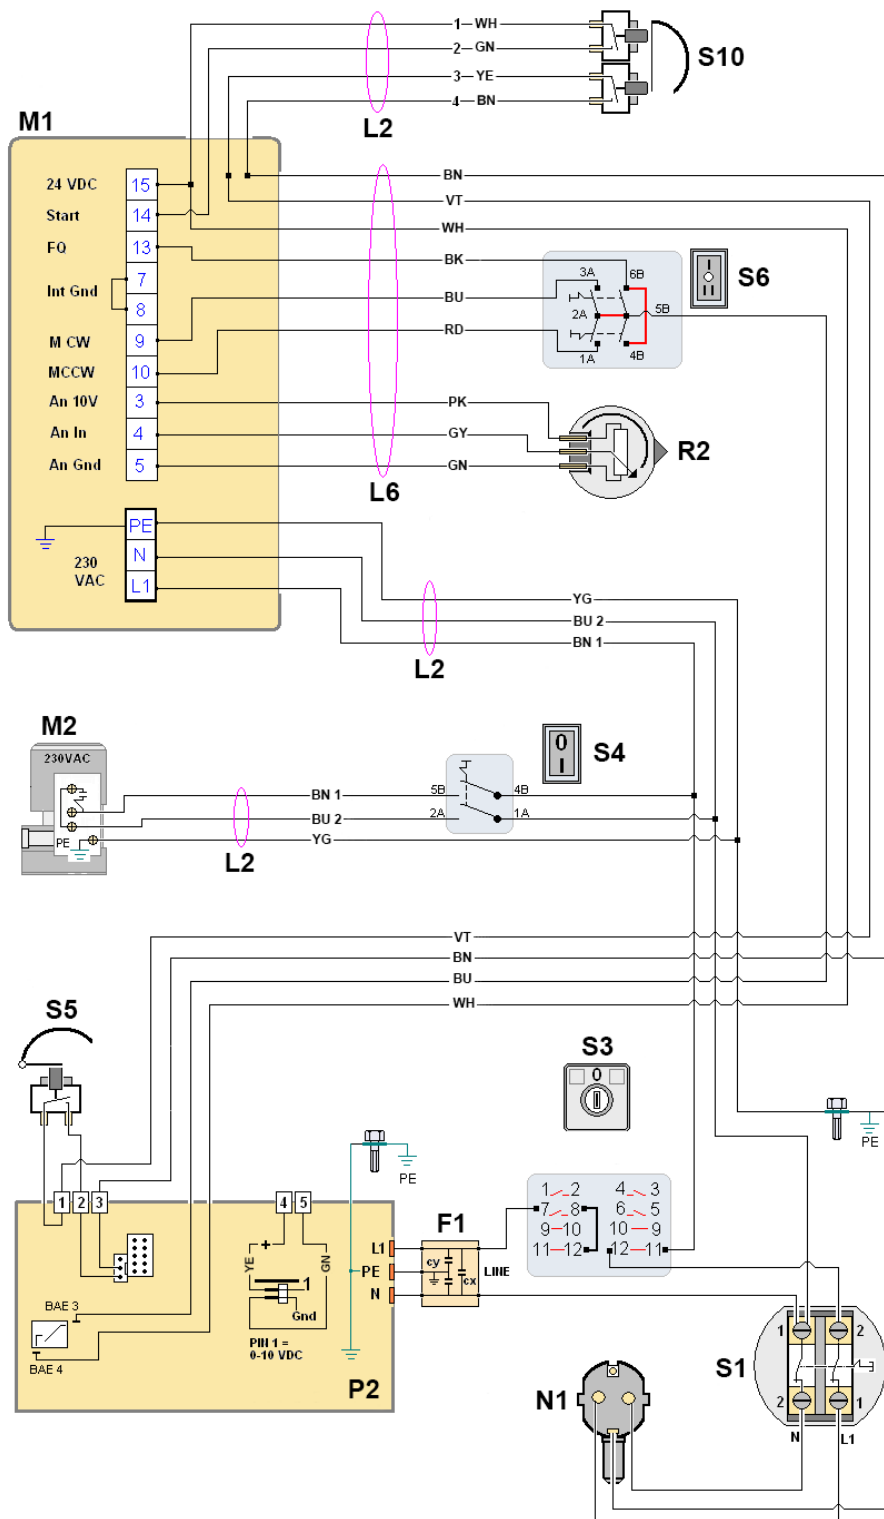 1 WH
2 GN
3 YE
4 BN
S10
L2
M1
24 VDC 15
Start 14
FQ 13
Int Gnd 7
8
M CW 9
MCCW 10
An 10V 3
An In 4
An Gnd 5
BN
VT
WH
BK
BU
RD
PK
GY
GN
L6
3A 6B
2A 5B
1A 4B
I
II
S6
R2
PE
N
L1
230
VAC
YG
BU 2
BN 1
L2
M2
230VAC
PE
BN 1
BU 2
YG
L2
5B 4B
2A 1A
0
I
S4
VT
BN
BU
WH
S5
S3
0
I
PE
PE
1 2 3 4 5
1 2 4 3
7 8 6 5
9 10 10 9
11 12 12 11
F1
L1
PE
N
cy
cx
LINE
YE
+
GN
1
Gnd
PIN 1 =
0-10 VDC
BAE 3
BAE 4
P2
N1
S1
1 2
2 1
N L1